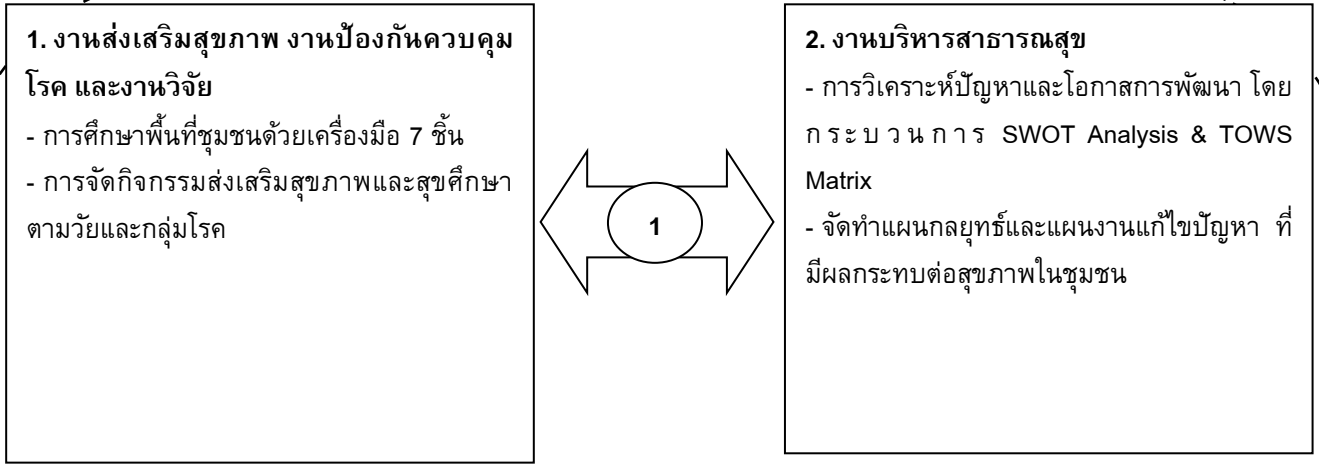 1. งานส่งเสริมสุขภาพ งานป้องกันควบคุม
โรค และงานวิจัย
- การศึกษาพื้นที่ชุมชนด้วยเครื่องมือ 7 ชิ้น
- การจัดกิจกรรมส่งเสริมสุขภาพและสุขศึกษา
ตามวัยและกลุ่มโรค
1
2. งานบริหารสาธารณสุข
- การวิเคราะห์ปัญหาและโอกาสการพัฒนา โดย
กระบวนการ SWOT Analysis & TOWS
Matrix
- จัดทำแผนกลยุทธ์และแผนงานแก้ไขปัญหา ที่
มีผลกระทบต่อสุขภาพในชุมชน